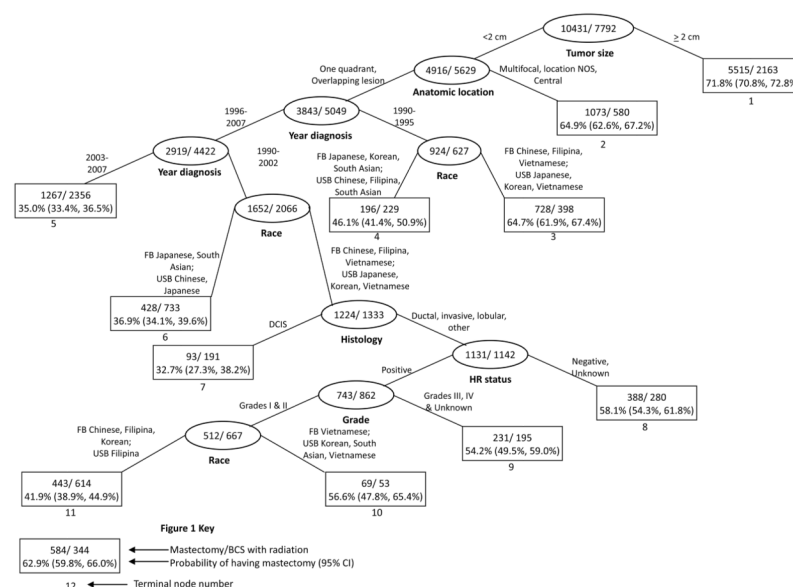 10431/ 7792
<2 cm
≥ 2 cm
Tumor size
One quadrant,
Overlapping lesion
4916/ 5629
Multifocal, location NOS,
Central
5515/ 2163
71.8% (70.8%, 72.8%
1
Anatomic location
1996-
2007
3843/ 5049
1990-
1995
1073/ 580
64.9% (62.6%, 67.2%)
2
Year diagnosis
2003-
2007
2919/ 4422
1990-
2002
FB Japanese, Korean,
South Asian;
USB Chinese, Filipina,
South Asian
924/ 627
FB Chinese, Filipina,
Vietnamese;
USB Japanese,
Korean, Vietnamese
Year diagnosis
Race
1267/ 2356
35.0% (33.4%, 36.5%)
5
1652/ 2066
196/ 229
46.1% (41.4%, 50.9%)
4
728/ 398
64.7% (61.9%, 67.4%)
3
Race
FB Japanese, South
Asian;
USB Chinese,
Japanese
FB Chinese, Filipina,
Vietnamese;
USB Japanese,
Korean, Vietnamese
428/ 733
36.9% (34.1%, 39.6%)
6
DCIS
1224/ 1333
Ductal, invasive, lobular,
other
Histology
93/ 191
32.7% (27.3%, 38.2%)
7
1131/ 1142
Positive
HR status
Negative,
Unknown
743/ 862
388/ 280
58.1% (54.3%, 61.8%)
8
Grades I & II
Grade
Grades III, IV
& Unknown
FB Chinese, Filipina,
Korean;
USB Filipina
512/ 667
FB Vietnamese;
USB Korean, South
Asian, Vietnamese
231/ 195
54.2% (49.5%, 59.0%)
9
Race
443/ 614
41.9% (38.9%, 44.9%)
11
69/ 53
56.6% (47.8%, 65.4%)
10
Figure 1 Key
584/ 344
62.9% (59.8%, 66.0%)
Mastectomy/BCS with radiation
Probability of having mastectomy (95% CI)
12
Terminal node number